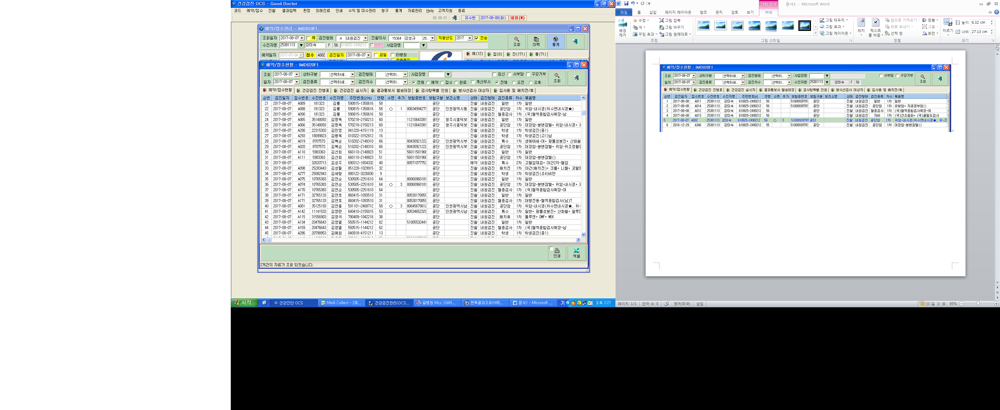 건강검진 OCS - Good Doctor
코드 예약/접수 진찰 결과입력 판정 외래진료 인쇄 수익 및 미수관리 청구 통계 자료관리 Help 고객지원 종료
08.08.01 유수현 2017-08-08(화) 내원(M)
예약/접수관리 - IMD010F1
조회일자 2017-08-07 예 검진형태 A 내원검진 진찰의사 15364 강성규 25... 적용년도 2017 전송
수진자명 25381113 강미숙 F 56 610825-2490212 VIP 사업장명
조회 이력 통계
예약일자 2017-07-04 접수 A002 검진일자 2017-08-07 금일 타병원
예(12) 접(0) 진(171) 통(71)
예약/접수현황 - IMD020F1
조회 2017-08-07 상하구분 선택하세... 검진형태 선택하... 사업장명 임신 사부담 구강거부
일자 2017-08-07 검진종류 선택하세... 검진차수 선택하... 전체 예약 접수 완료 계산무시 전체 오전 오후
조회
예약/접수현황 건강검진 진행표 건강검진 실시자 결과통보서 발송대장 검사항목별 인원 방사선검사 대상자 입사용 및 배치전/후
순번 검진일자 접수번호 수진번호 수진자명 주민번호(276) 연령 수면 추가 보험증번호 보험구분 보건소명 상태 검진형태 검진종류 차수 묶음명
21 2017-08-07 A089 181323 김룡 590815-1350616 58 공단 진찰 내원검진 일반 1차 일반
22 2017-08-07 A088 181323 김룡 590815-1350616 58 ○ 1 80634994277 공단 인천광역시동 진찰 내원검진 공단암 1차 위암-내시경(위수면내시경★)
23 2017-08-07 A090 181323 김룡 590815-1350616 58 공단 진찰 내원검진 혈종검사 1차 (국)혈액종합검사확장-남
24 2017-08-07 A065 35148093 김명옥 570218-2150213 60 11210643381 공단 청주시흥덕보 진찰 내원검진 일반 1차 일반
25 2017-08-07 A066 35148093 김명옥 570218-2150213 60 11210643381 공단 청주시흥덕보 진찰 내원검진 공단암 1차 대장암-분변잠혈+ 위암-내시경+
26 2017-08-07 A200 22315303 김민영 041220-4151119 13 공단 진찰 내원검진 학생 1차 학생검진(중1)
27 2017-08-07 A293 18099823 김병욱 010322-3152812 16 공단 진찰 내원검진 학생 1차 학생검진(고1)남
28 2017-08-07 A019 8707573 김복순 510202-2148310 66 80430921222 공단 인천광역시부 진찰 내원검진 특수 1차 생애66세-여+ 광물성분진+ 산화철
29 2017-08-07 A020 8707573 김복순 510202-2148310 66 80430921222 공단 인천광역시부 진찰 내원검진 공단암 1차 대장암-분변잠혈+ 위암-위조영촬영
30 2017-08-07 A110 5983363 김선희 660110-2148823 51 56011501966 공단 진찰 내원검진 일반 1차 일반
31 2017-08-07 A111 5983363 김선희 660110-2148823 51 56011501966 공단 진찰 내원검진 공단암 1차 대장암-분변잠혈()
32 2017-08-07 32633713 김성주 690312-1654332 48 80571077753 공단 예약 내원검진 특수 2차 고혈압재검+ 야간2차-혈압
33 2017-08-07 A098 25283443 김성필 851228-1029915 32 공단 진찰 내원검진 배치전 1차 야간(배치전)+ 크롬+ 니켈+ 코발트
34 2017-08-07 A277 25082943 김세형 080122-3226830 9 공단 진찰 내원검진 학생 1차 학생검진(초4)비만
35 2017-08-07 A075 10765383 김연순 530505-2251610 64 80060960181 공단 진찰 내원검진 일반 1차 일반
36 2017-08-07 A074 10765383 김연순 530505-2251610 64 ○ 3 80060960181 공단 진찰 내원검진 공단암 1차 대장암-분변잠혈+ 위암-내시경+
37 2017-08-07 A170 10765383 김연순 530505-2251610 64 공단 진찰 내원검진 혈종검사 1차 (국)혈액종합검사확장-여
38 2017-08-07 A171 32765133 김연호 860415-1093510 31 80530170859 공단 진찰 내원검진 일반 1차 일반
39 2017-08-07 A171 32765133 김연호 860415-1093510 31 80530170859 공단 진찰 내원검진 혈종검사 1차 대행전용-혈액종합검사(남)7
40 2017-08-07 A001 35125193 김연홍 591101-2468712 58 ○ 3 80645679812 공단 인천광역시남 진찰 내원검진 공단암 1차 위암-내시경(위수면내시경★, 위-
41 2017-08-07 A142 11141533 김영란 640410-2155015 53 80534652329 공단 인천광역시남 진찰 내원검진 특수 1차 일반+ 광물성분진+ 산화철+ 알루미
42 2017-08-07 A115 31556903 김영석 790409-1042216 38 공단 진찰 내원검진 배치후 1차 톨루엔+ DMF+ MEK
43 2017-08-07 A134 20476643 김영열 550515-1144212 62 51005532441 공단 진찰 내원검진 일반 1차 일반
44 2017-08-07 A159 20476643 김영열 550515-1144212 62 공단 진찰 내원검진 혈종검사 1차 (국)혈액종합검사확장-남
45 2017-08-07 A286 20798953 김예원 040918-4151211 13 공단 진찰 내원검진 학생 1차 학생검진(중1)
인쇄 엑셀
276건의 자료가 조회 되었습니다.
시작 건강진단 OCS Medi Collect - [채... 건강검진관리(OCS... 길병원 Mcc [GilH... 판독결과조회(H85... 문서1 - Microsoft ... 오후 2:27
그림 도구 문서1 - Microsoft Word
파일 홈 삽입 페이지 레이아웃 참조 편지 검토 보기 서식
배경 제거 수정 색 꾸밈 효과 그림 압축 그림 바꾸기 그림 원래대로
그림 테두리 그림 효과 그림 레이아웃
위치 텍스트 줄 바꿈 앞으로 가져오기 뒤로 보내기 선택 창 맞춤 그룹 회전
자르기 높이: 6.32 cm 너비: 27.13 cm
조정 그림 스타일 정렬 크기
예약/접수현황 - IMD020F1
조회 2017-08-07 상하구분 선택하세... 검진형태 선택하... 사업장명 사부담 구강거부
일자 2017-08-07 검진종류 선택하세... 검진차수 선택하... 수진자명 25381113 강미숙 F 56
조회
예약/접수현황 건강검진 진행표 건강검진 실시자 결과통보서 발송대장 검사항목별 인원 방사선검사 대상자 입사용 및 배치전/후
순번 검진일자 접수번호 수진번호 수진자명 주민번호(6) 연령 수면 추가 보험증번호 보험구분 보건소명 상태 검진형태 검진종류 차수 묶음명
1 2017-08-08 A011 25381113 강미숙 610825-2490212 56 51008939797 공단 진찰 내원검진 일반 1차 일반
2 2017-08-08 A014 25381113 강미숙 610825-2490212 56 51008939797 공단 진찰 내원검진 공단암 1차 유방암+ 자궁경부암()
3 2017-08-08 A012 25381113 강미숙 610825-2490212 56 공단 진찰 내원검진 혈종검사 1차 (국)혈액종합검사확장-여
4 2017-08-08 A013 25381113 강미숙 610825-2490212 56 공단 진찰 내원검진 자비 1차 (국)간초음파+ (국)골밀도검사
5 2017-08-07 A002 25381113 강미숙 610825-2490212 56 ○ 3 51008939797 공단 진찰 내원검진 공단암 1차 위암-내시경(위수면내시경★, 위-조
6 2016-12-29 A346 25381113 강미숙 610825-2490212 55 51008939797 공단 진찰 내원검진 공단암 1차 대장암-분변잠혈()
페이지: 1/1 단어 수: 0 영어(미국) 삽입 95%